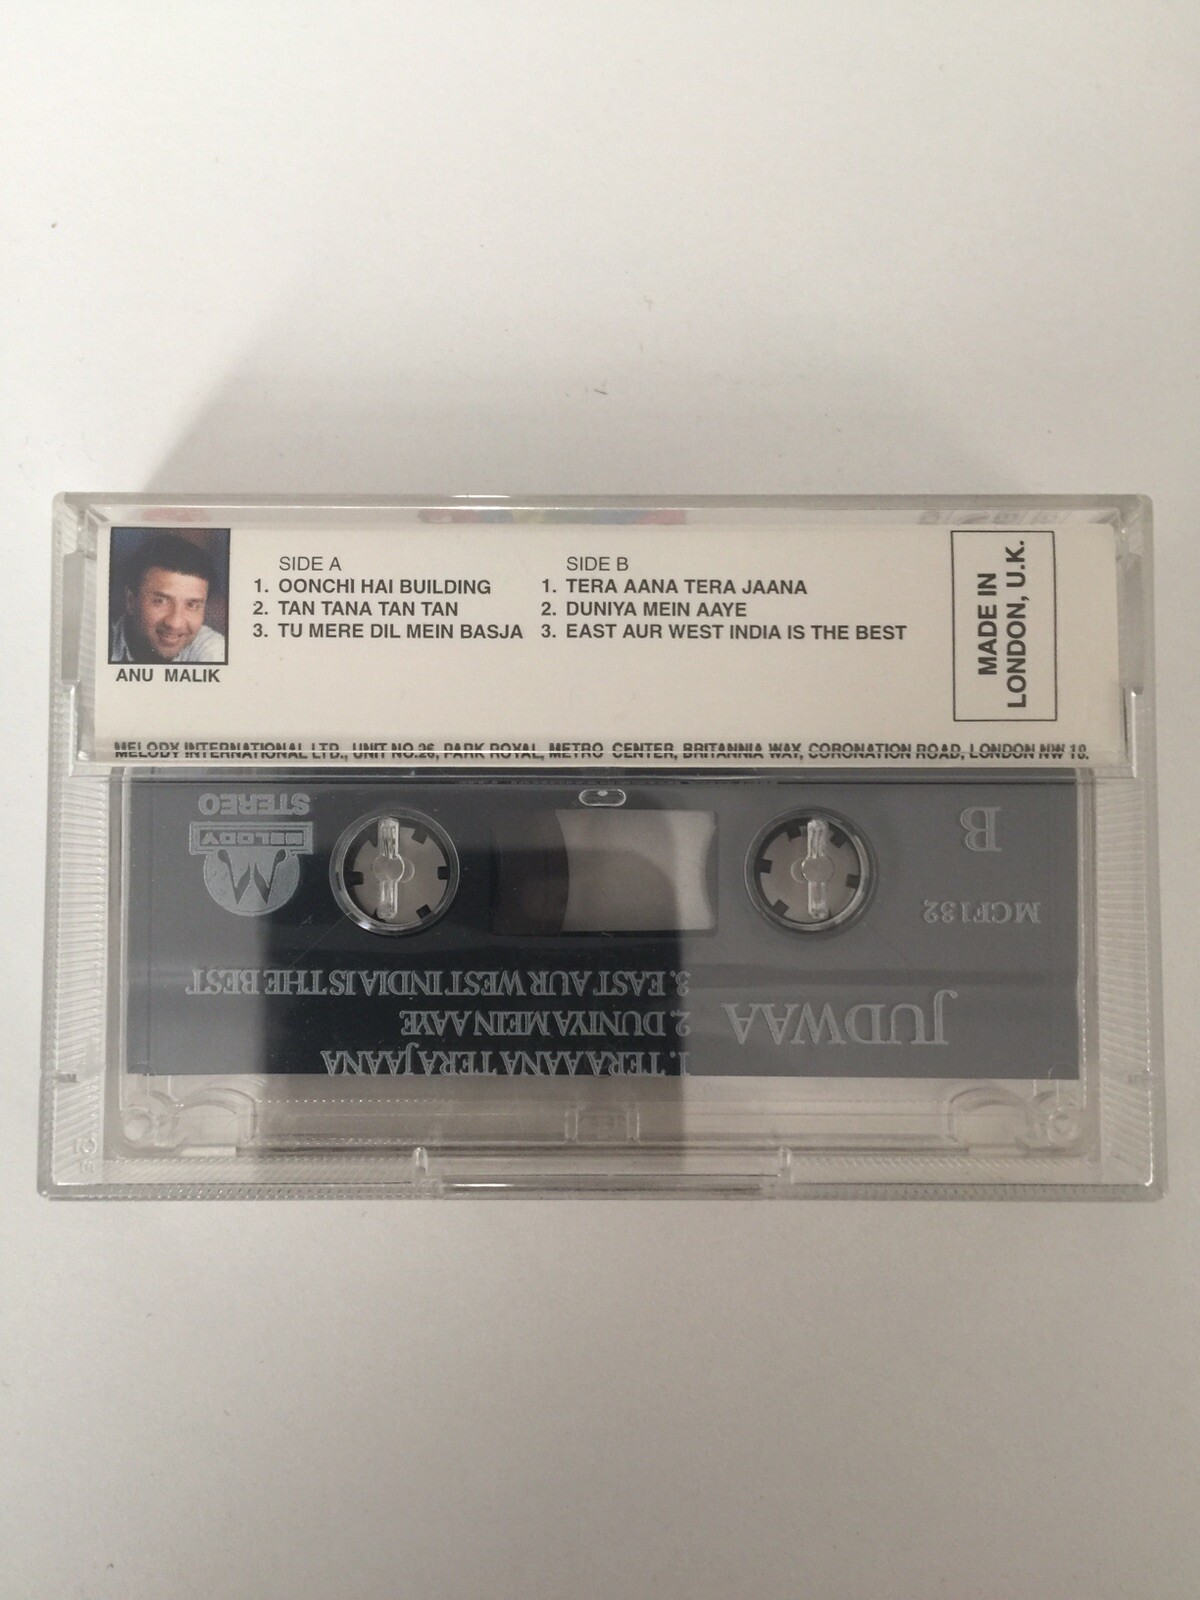 SIDE A
1. OONCHI HAI BUILDING
2. TAN TANA TAN TAN
3. TU MERE DIL MEIN BASJA
SIDE B
1. TERA AANA TERA JAANA
2. DUNIYA MEIN AAYE
3. EAST AUR WEST INDIA IS THE BEST
MADE IN
LONDON, U.K.
ANU MALIK
MELODY INTERNATIONAL LTD., UNIT NO.26, PARK ROYAL, METRO CENTER, BRITANNIA WAY, CORONATION ROAD, LONDON NW 10.
JUDWAA
1. TERA AANA TERA JAANA
2. DUNIYA MEIN AAYE
3. EAST AUR WEST INDIA IS THE BEST
MCF132
B
MELODY
STEREO